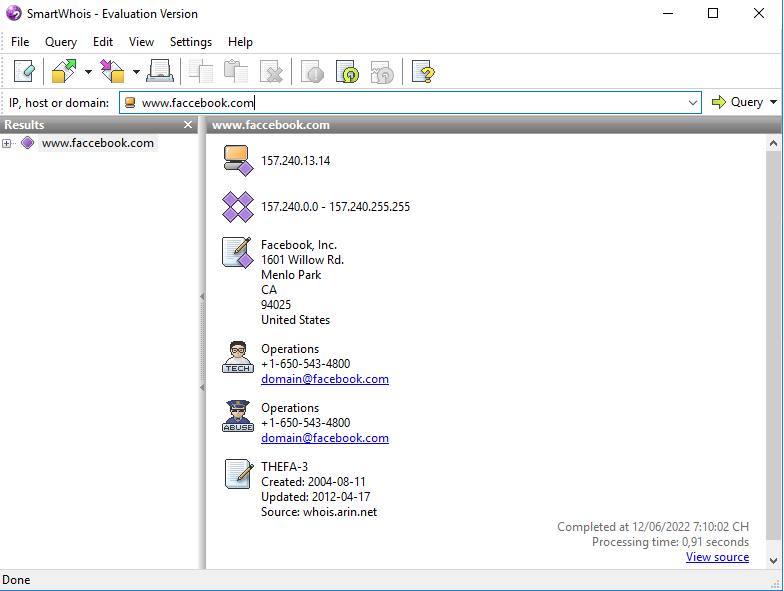 SmartWhois - Evaluation Version
File Query Edit View Settings Help
IP, host or domain: www.faccebook.com Query
Results
www.faccebook.com
www.faccebook.com
157.240.13.14
157.240.0.0 - 157.240.255.255
Facebook, Inc.
1601 Willow Rd.
Menlo Park
CA
94025
United States
TECH
Operations
+1-650-543-4800
domain@facebook.com
ABUSE
Operations
+1-650-543-4800
domain@facebook.com
THEFA-3
Created: 2004-08-11
Updated: 2012-04-17
Source: whois.arin.net
Completed at 12/06/2022 7:10:02 CH
Processing time: 0,91 seconds
View source
Done